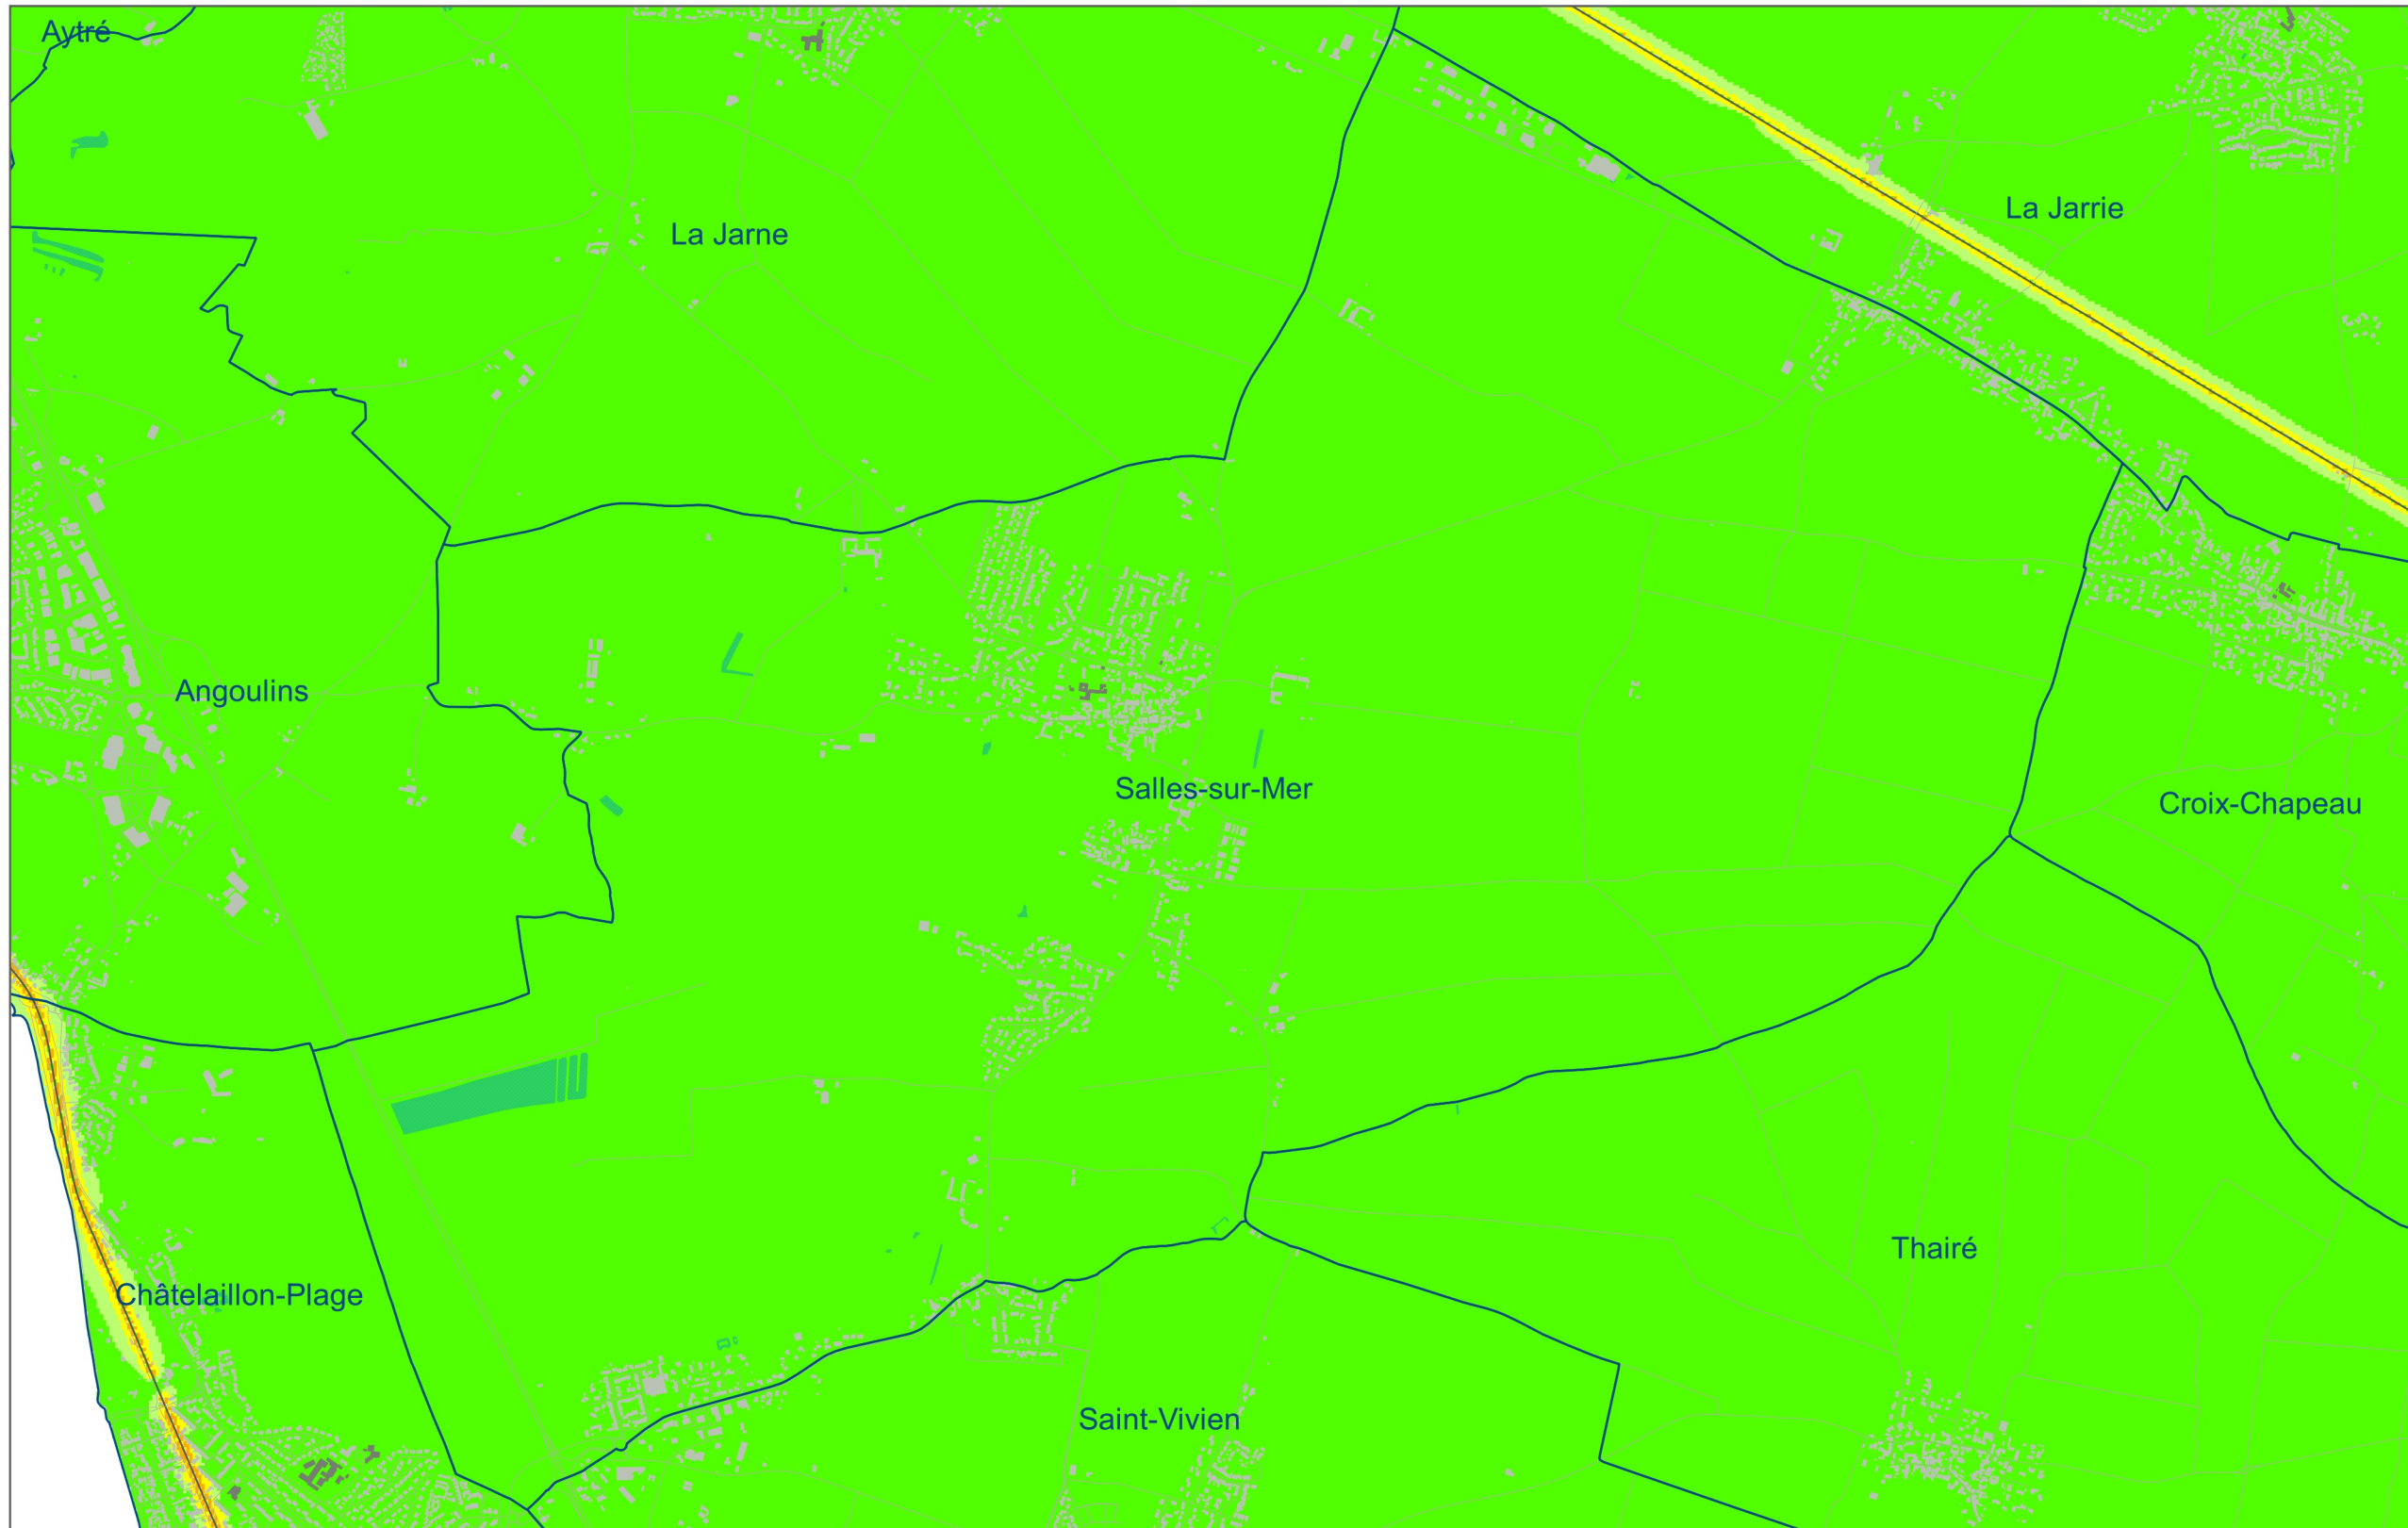 Aytré
La Jarrie
La Jarne
Angoulins
Salles-sur-Mer
Croix-Chapeau
Thairé
Châtelaillon-Plage
Saint-Vivien